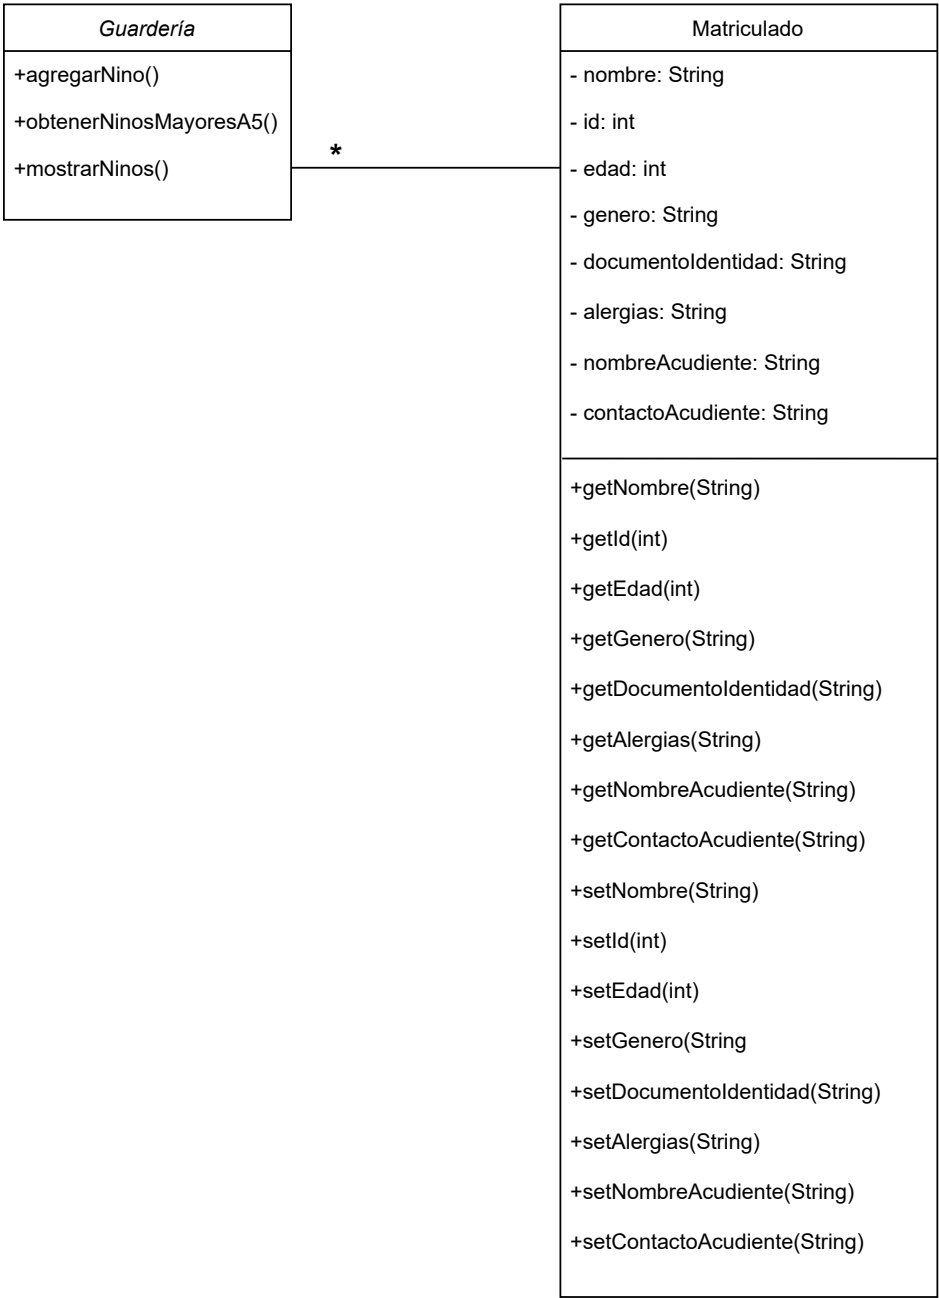 Guardería
+agregarNino()
+obtenerNinosMayoresA5()
+mostrarNinos()
*
Matriculado
- nombre: String
- id: int
- edad: int
- genero: String
- documentoIdentidad: String
- alergias: String
- nombreAcudiente: String
- contactoAcudiente: String
+getNombre(String)
+getId(int)
+getEdad(int)
+getGenero(String)
+getDocumentoIdentidad(String)
+getAlergias(String)
+getNombreAcudiente(String)
+getContactoAcudiente(String)
+setNombre(String)
+setId(int)
+setEdad(int)
+setGenero(String
+setDocumentoIdentidad(String)
+setAlergias(String)
+setNombreAcudiente(String)
+setContactoAcudiente(String)